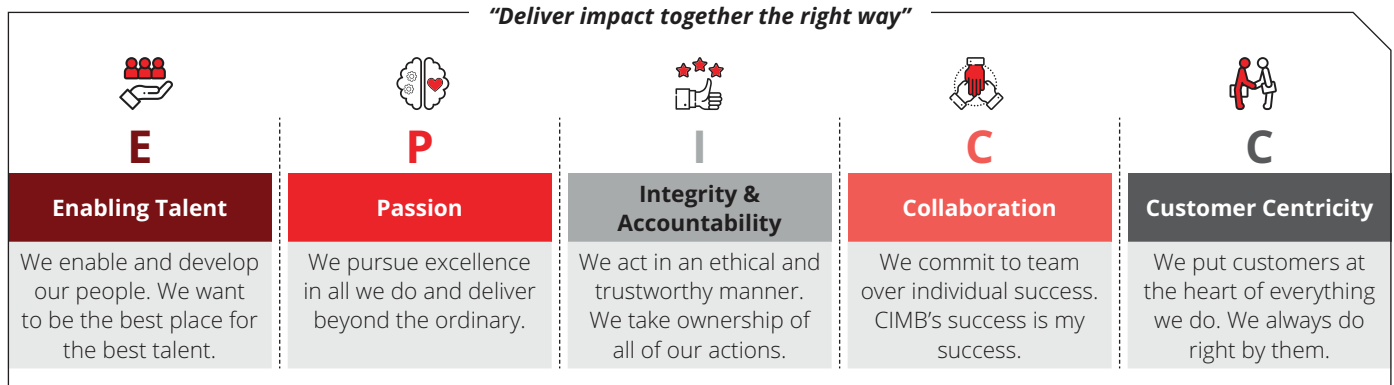 “Deliver impact together the right way”
E
Enabling Talent
We enable and develop
our people. We want
to be the best place for
the best talent.
P
Passion
We pursue excellence
in all we do and deliver
beyond the ordinary.
I
Integrity &
Accountability
We act in an ethical and
trustworthy manner.
We take ownership of
all of our actions.
C
Collaboration
We commit to team
over individual success.
CIMB’s success is my
success.
C
Customer Centricity
We put customers at
the heart of everything
we do. We always do
right by them.